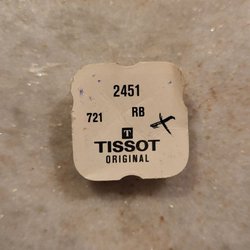 2451
721 RB
T
TISSOT
ORIGINAL